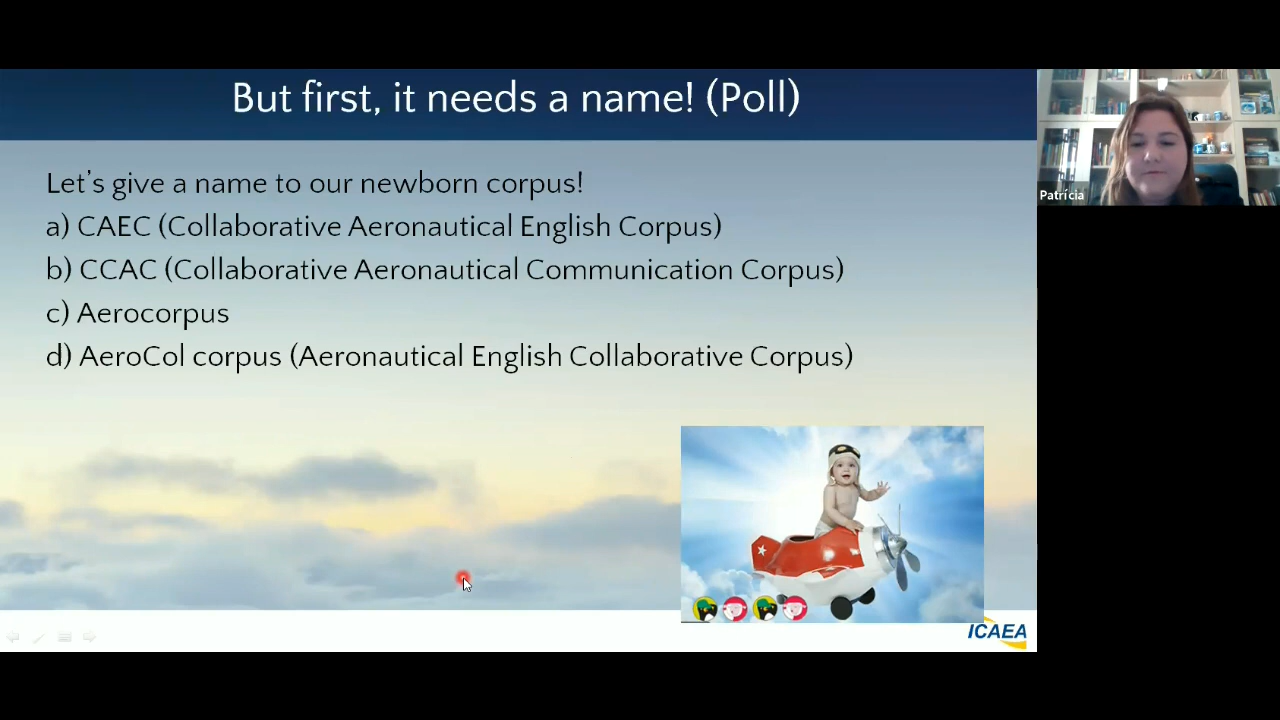 But first, it needs a name! (Poll)
Let's give a name to our newborn corpus!
a) CAEC (Collaborative Aeronautical English Corpus)
b) CCAC (Collaborative Aeronautical Communication Corpus)
c) Aerocorpus
d) AeroCol corpus (Aeronautical English Collaborative Corpus)
Patrícia
ICAEA